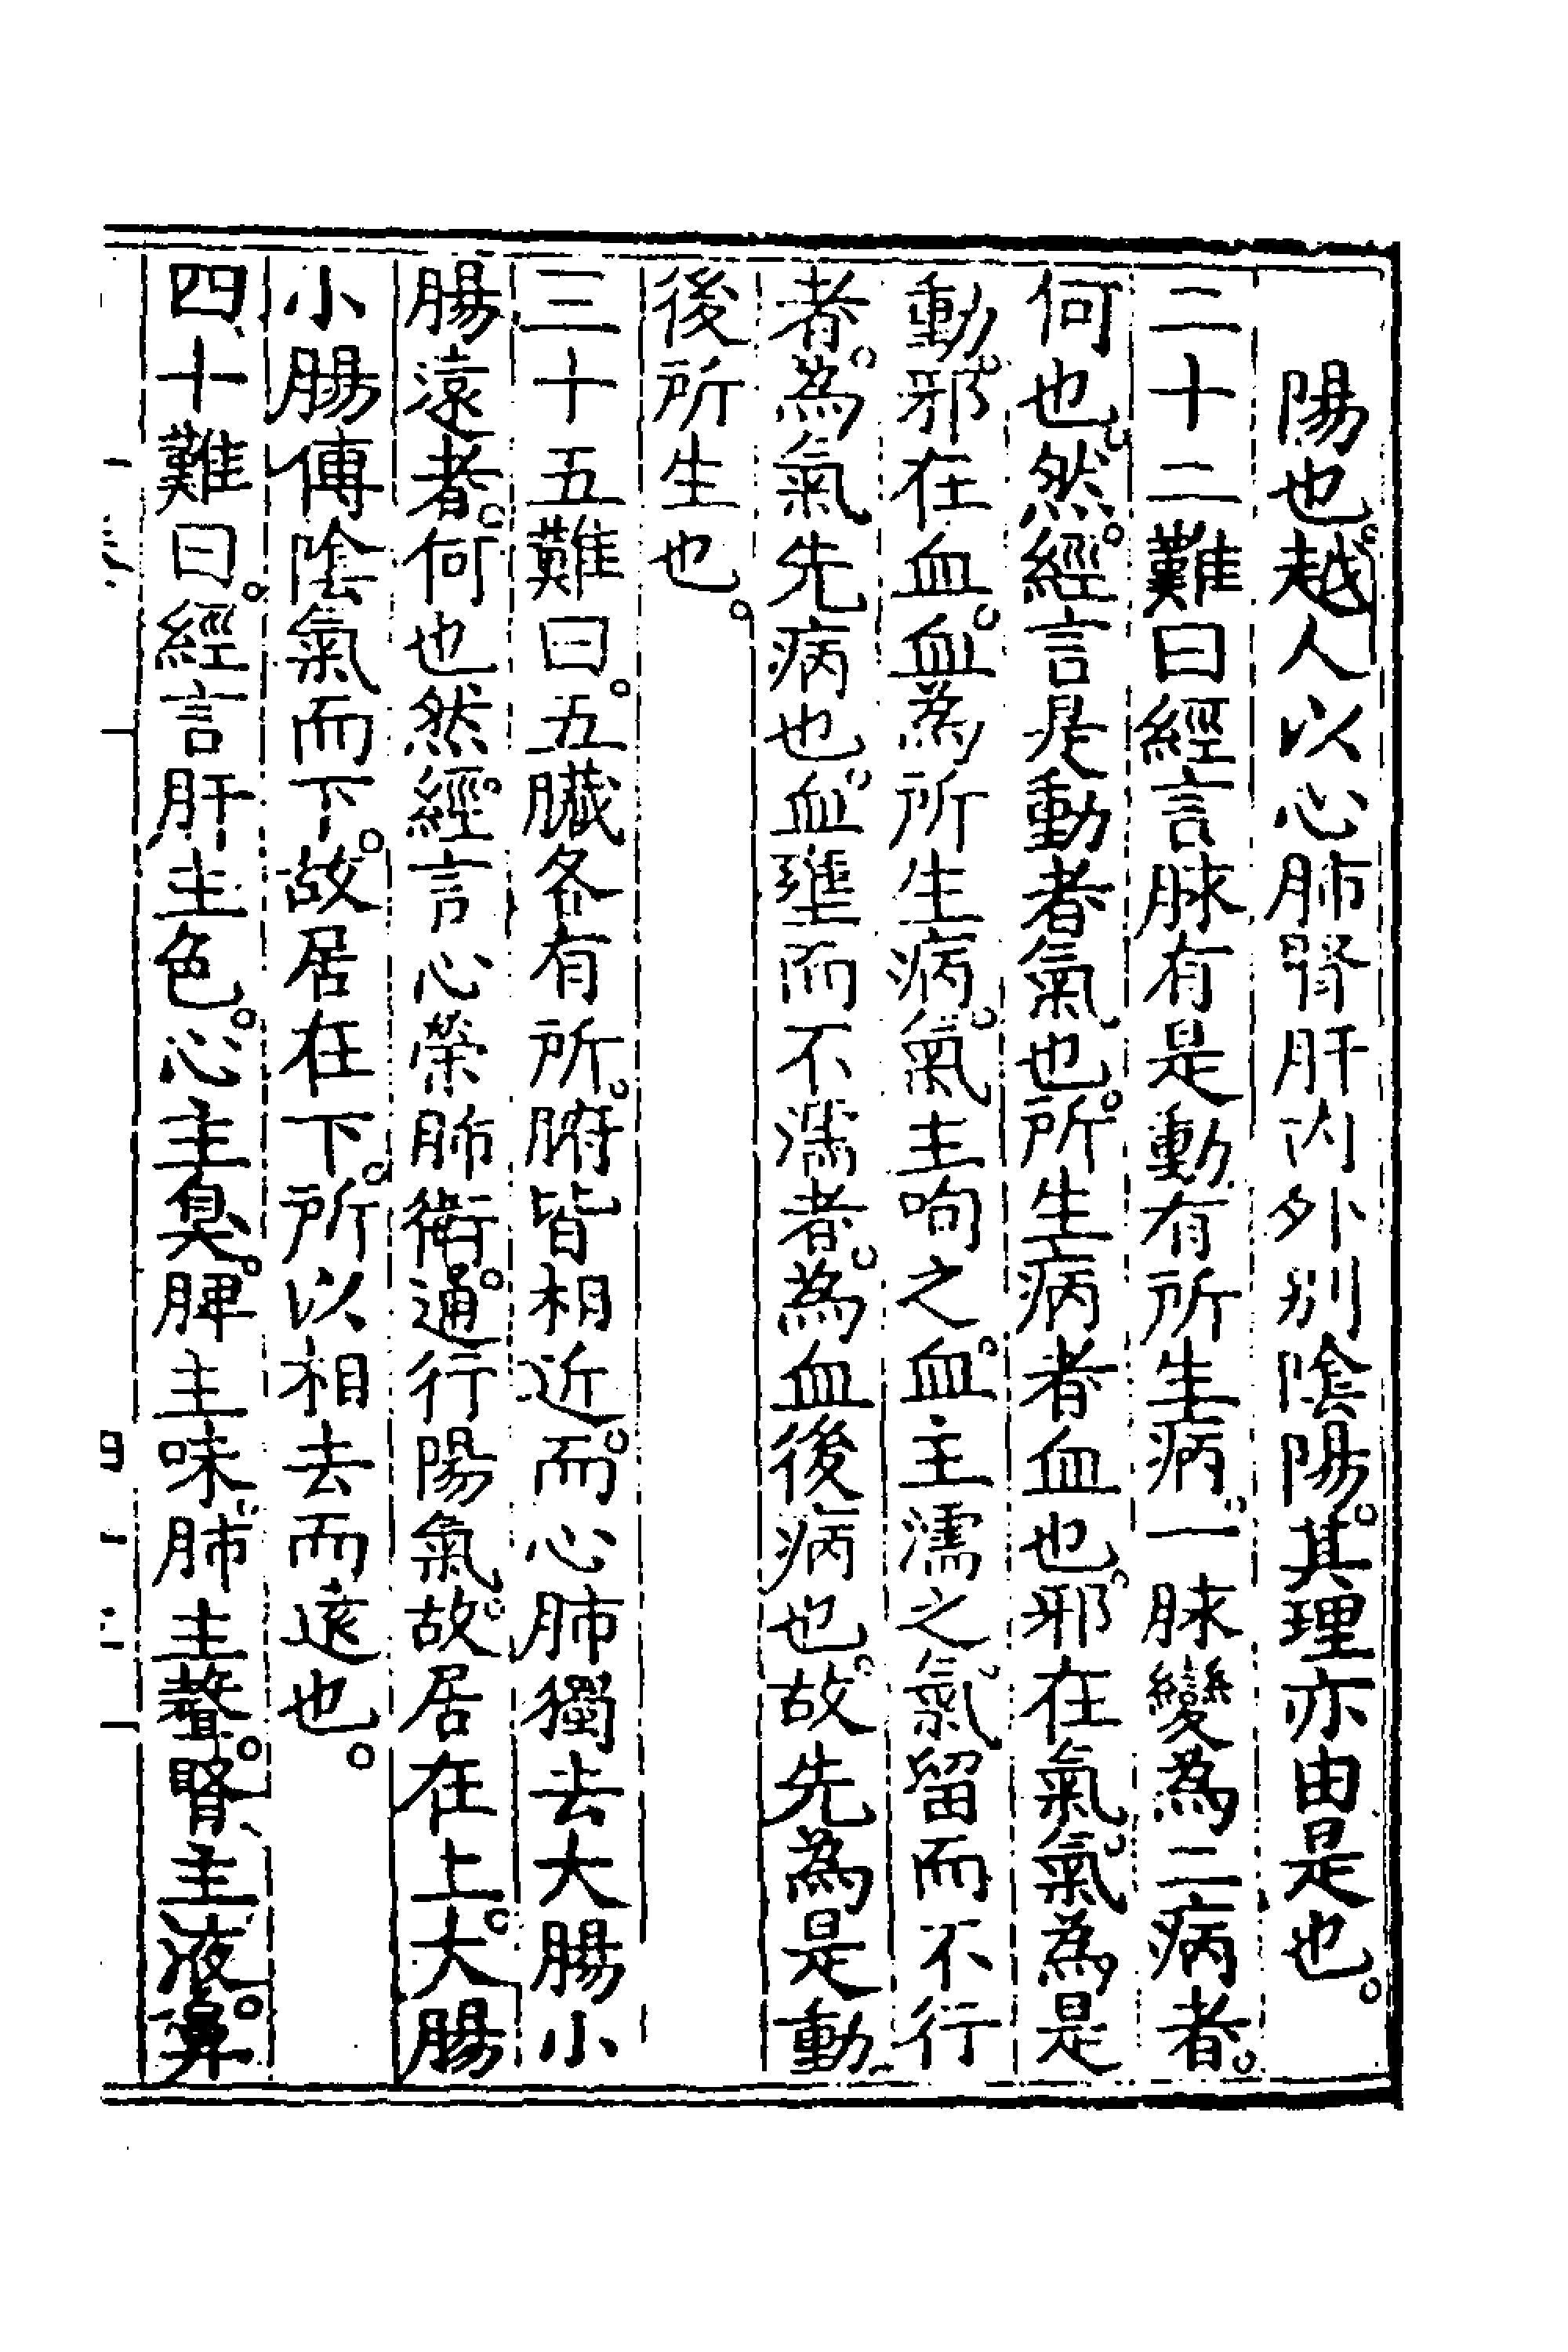 陽也。越人以心肺腎肝内外别陰陽。其理亦由是也。
二十二難曰經言脉有是動有所生病。一脉變為二病者。
何也。然。經言是動者氣也。所生病者血也。邪在氣。氣為是
動。邪在血。血為所生病。氣主呴之。血主濡之。氣留而不行
者。為氣先病也。血壅而不濡者。為血後病也。故先為是動
後所生也。
三十五難曰。五臟各有所。腑皆相近。而心肺獨去大腸小
腸遠者。何也然。經言心榮肺衛。通行陽氣。故居在上。大腸
小腸傳陰氣而下。故居在下。所以相去而遠也。
四十難曰。經言肝主色。心主臭。脾主味。肺主聲。腎主液。鼻